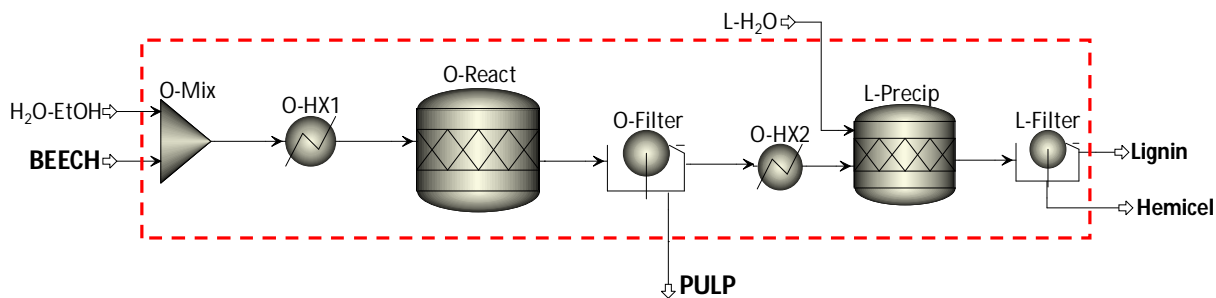 L-H₂O
O-Mix
O-HX1
O-React
O-Filter
O-HX2
L-Precip
L-Filter
H₂O-EtOH
BEECH
Lignin
Hemicel
PULP